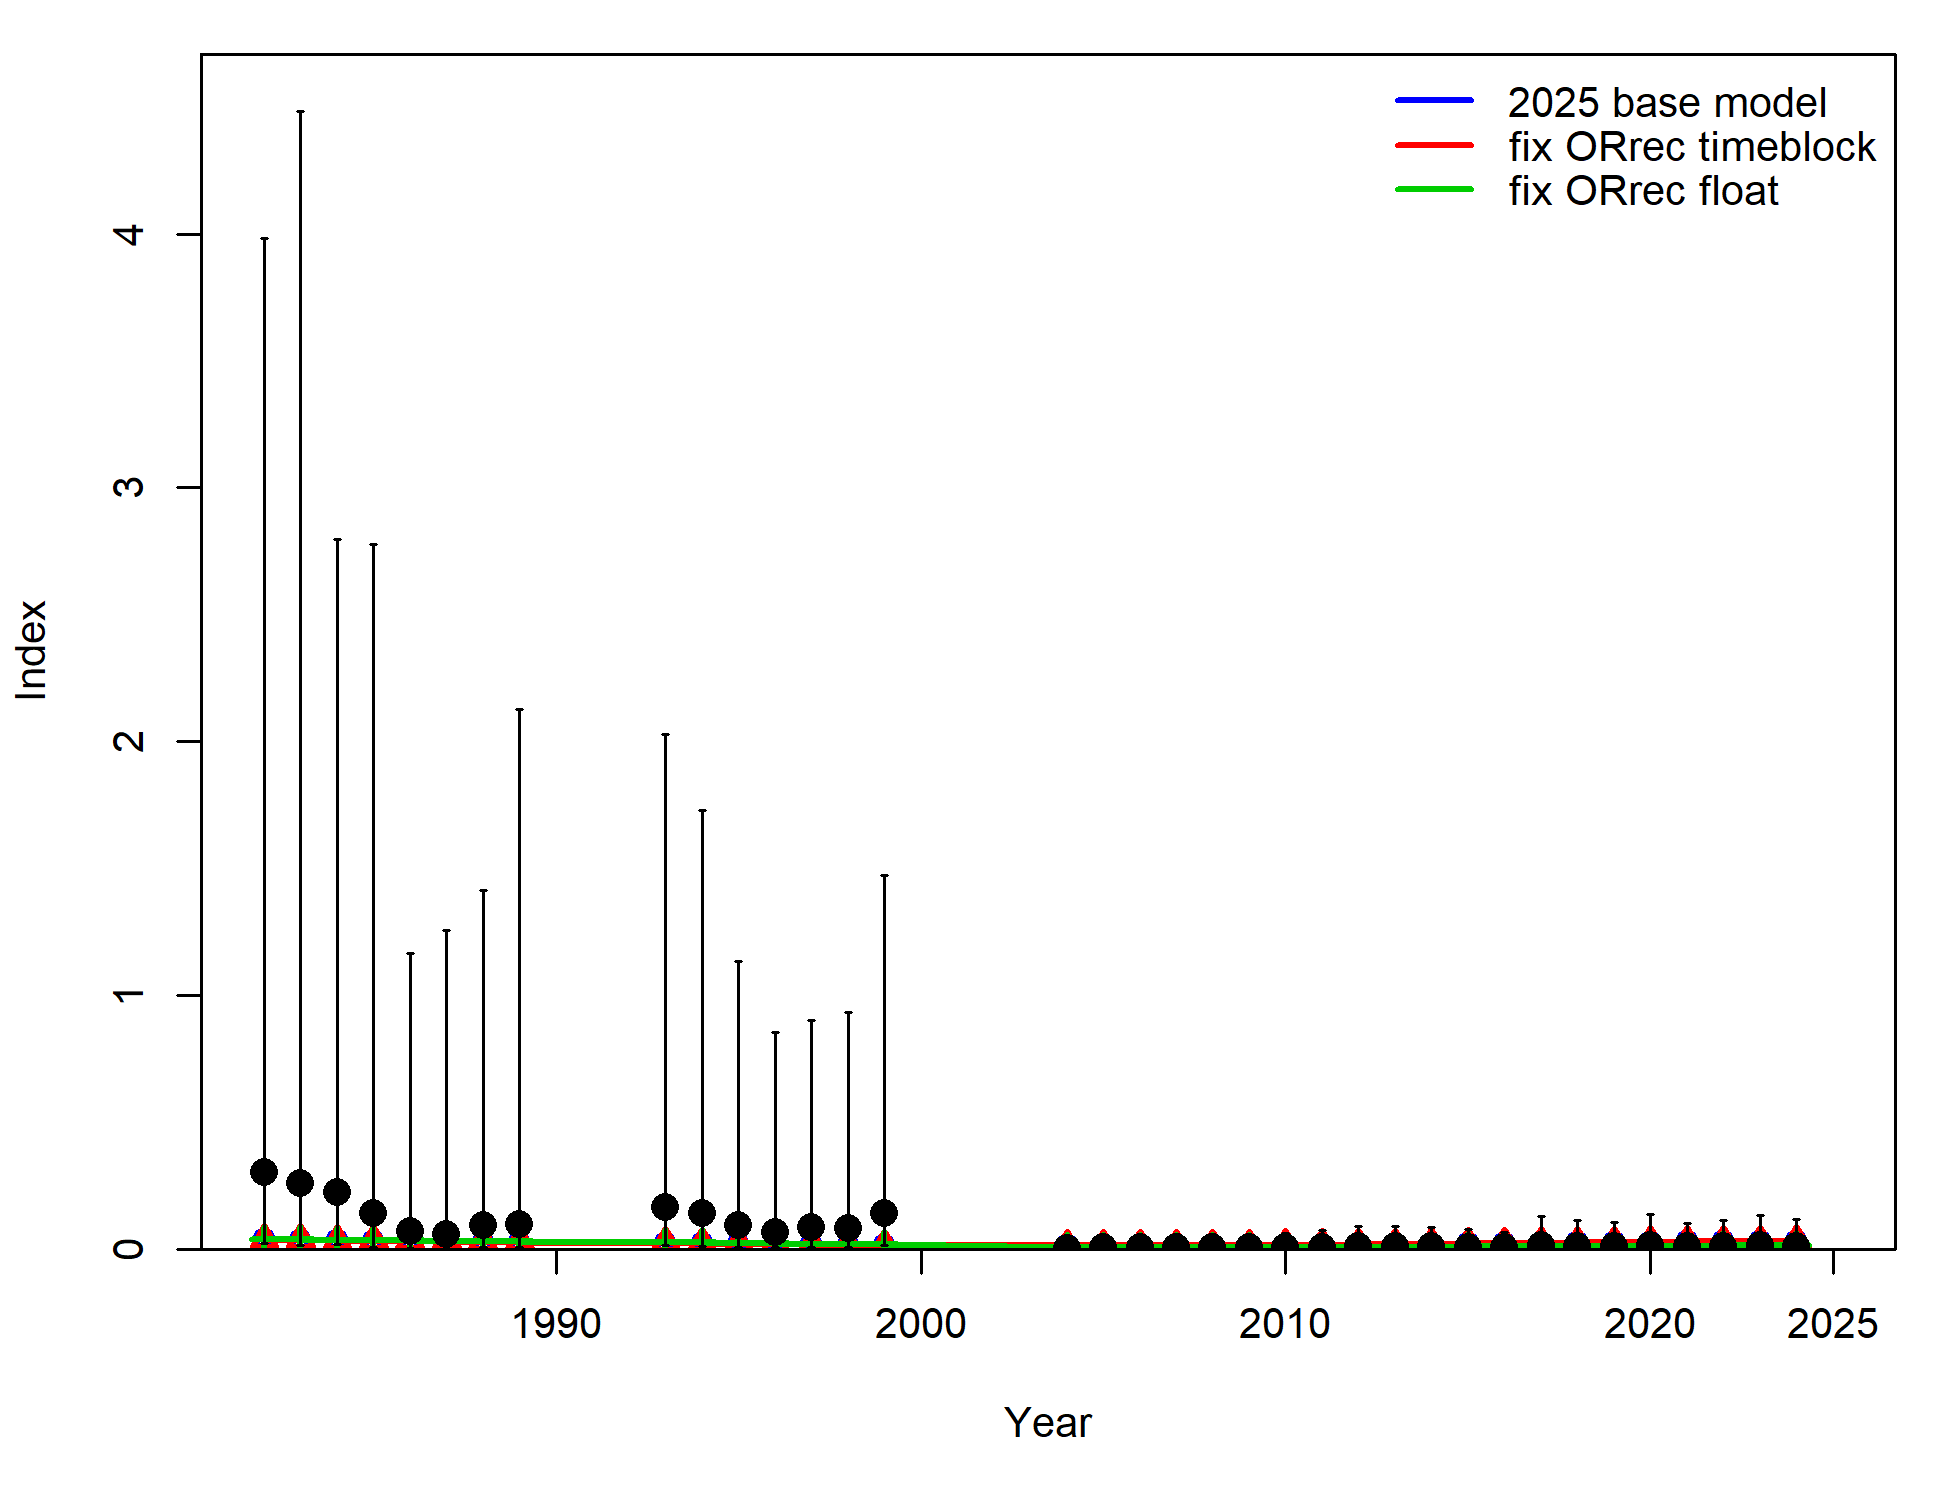 2025 base model
fix ORrec timeblock
fix ORrec float
4
3
2
1
0
Index
1990 2000 2010 2020 2025
Year